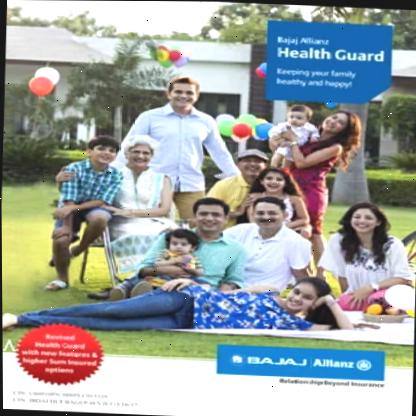 Bajaj Allianz
Health Guard
Keeping your family
healthy and happy!
Revised
Health Guard
with new features &
higher Sum Insured
options
BAJAJ | Allianz
Relationship Beyond Insurance